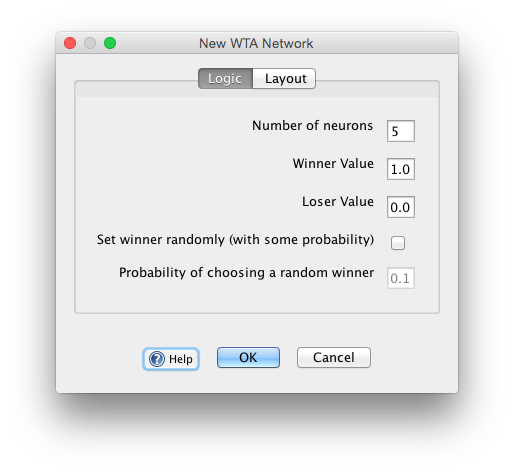 New WTA Network
Logic Layout
Number of neurons 5
Winner Value 1.0
Loser Value 0.0
Set winner randomly (with some probability)
Probability of choosing a random winner 0.1
? Help OK Cancel